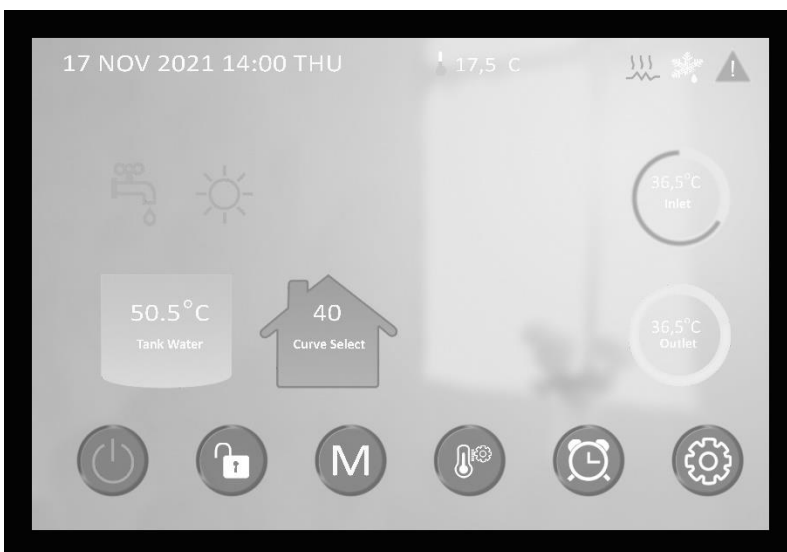 17 NOV 2021 14:00 THU
17,5 C
36,5°C
Inlet
50.5°C
Tank Water
40
Curve Select
36,5°C
Outlet
M